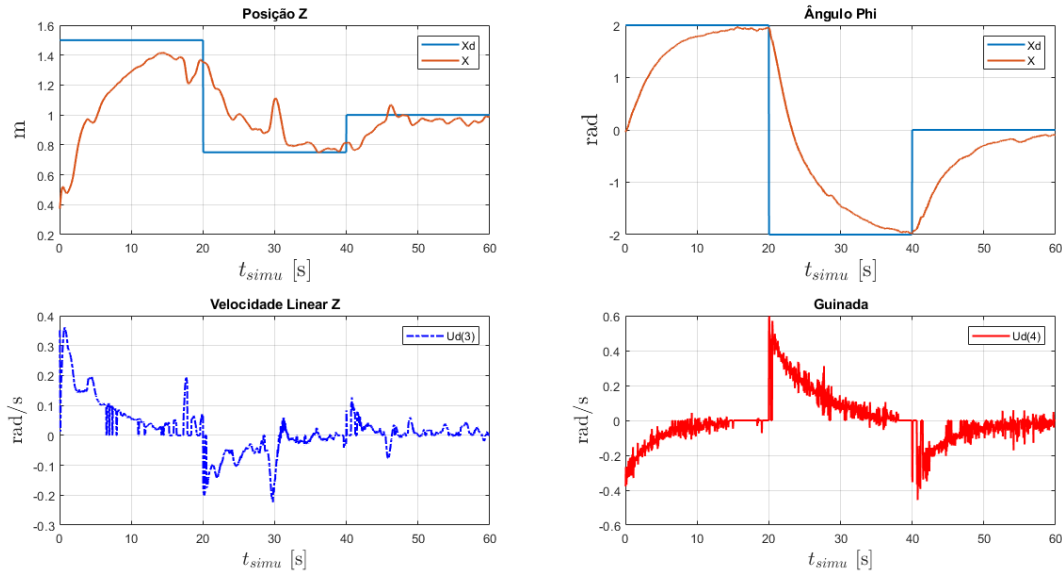 Posição Z
1.6
1.4
1.2
1
0.8
0.6
0.4
0.2
m
Xd
X
0 10 20 30 40 50 60
t_simu [s]
Ângulo Phi
2
1
0
-1
-2
rad
Xd
X
0 10 20 30 40 50 60
t_simu [s]
Velocidade Linear Z
0.4
0.3
0.2
0.1
0
-0.1
-0.2
-0.3
rad/s
Ud(3)
0 10 20 30 40 50 60
t_simu [s]
Guinada
0.6
0.4
0.2
0
-0.2
-0.4
-0.6
rad/s
Ud(4)
0 10 20 30 40 50 60
t_simu [s]